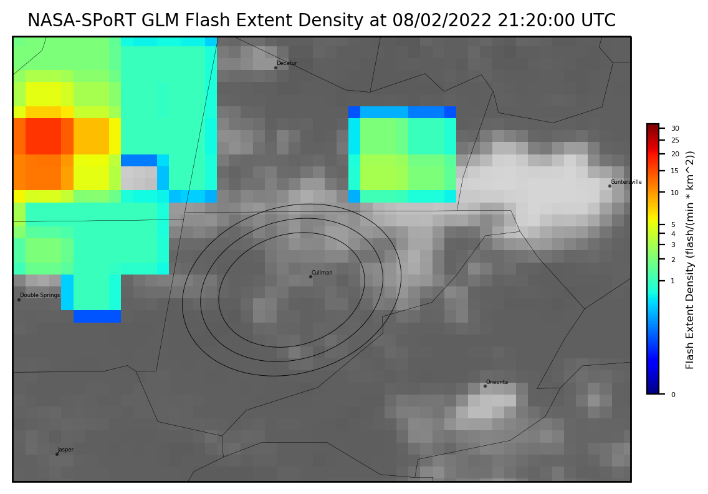 NASA-SPoRT GLM Flash Extent Density at 08/02/2022 21:20:00 UTC
Decatur
Guntersville
Cullman
Double Springs
Oneonta
Jasper
30
25
20
15
10
5
4
3
2
1
0
Flash Extent Density (flash/(min * km^2))